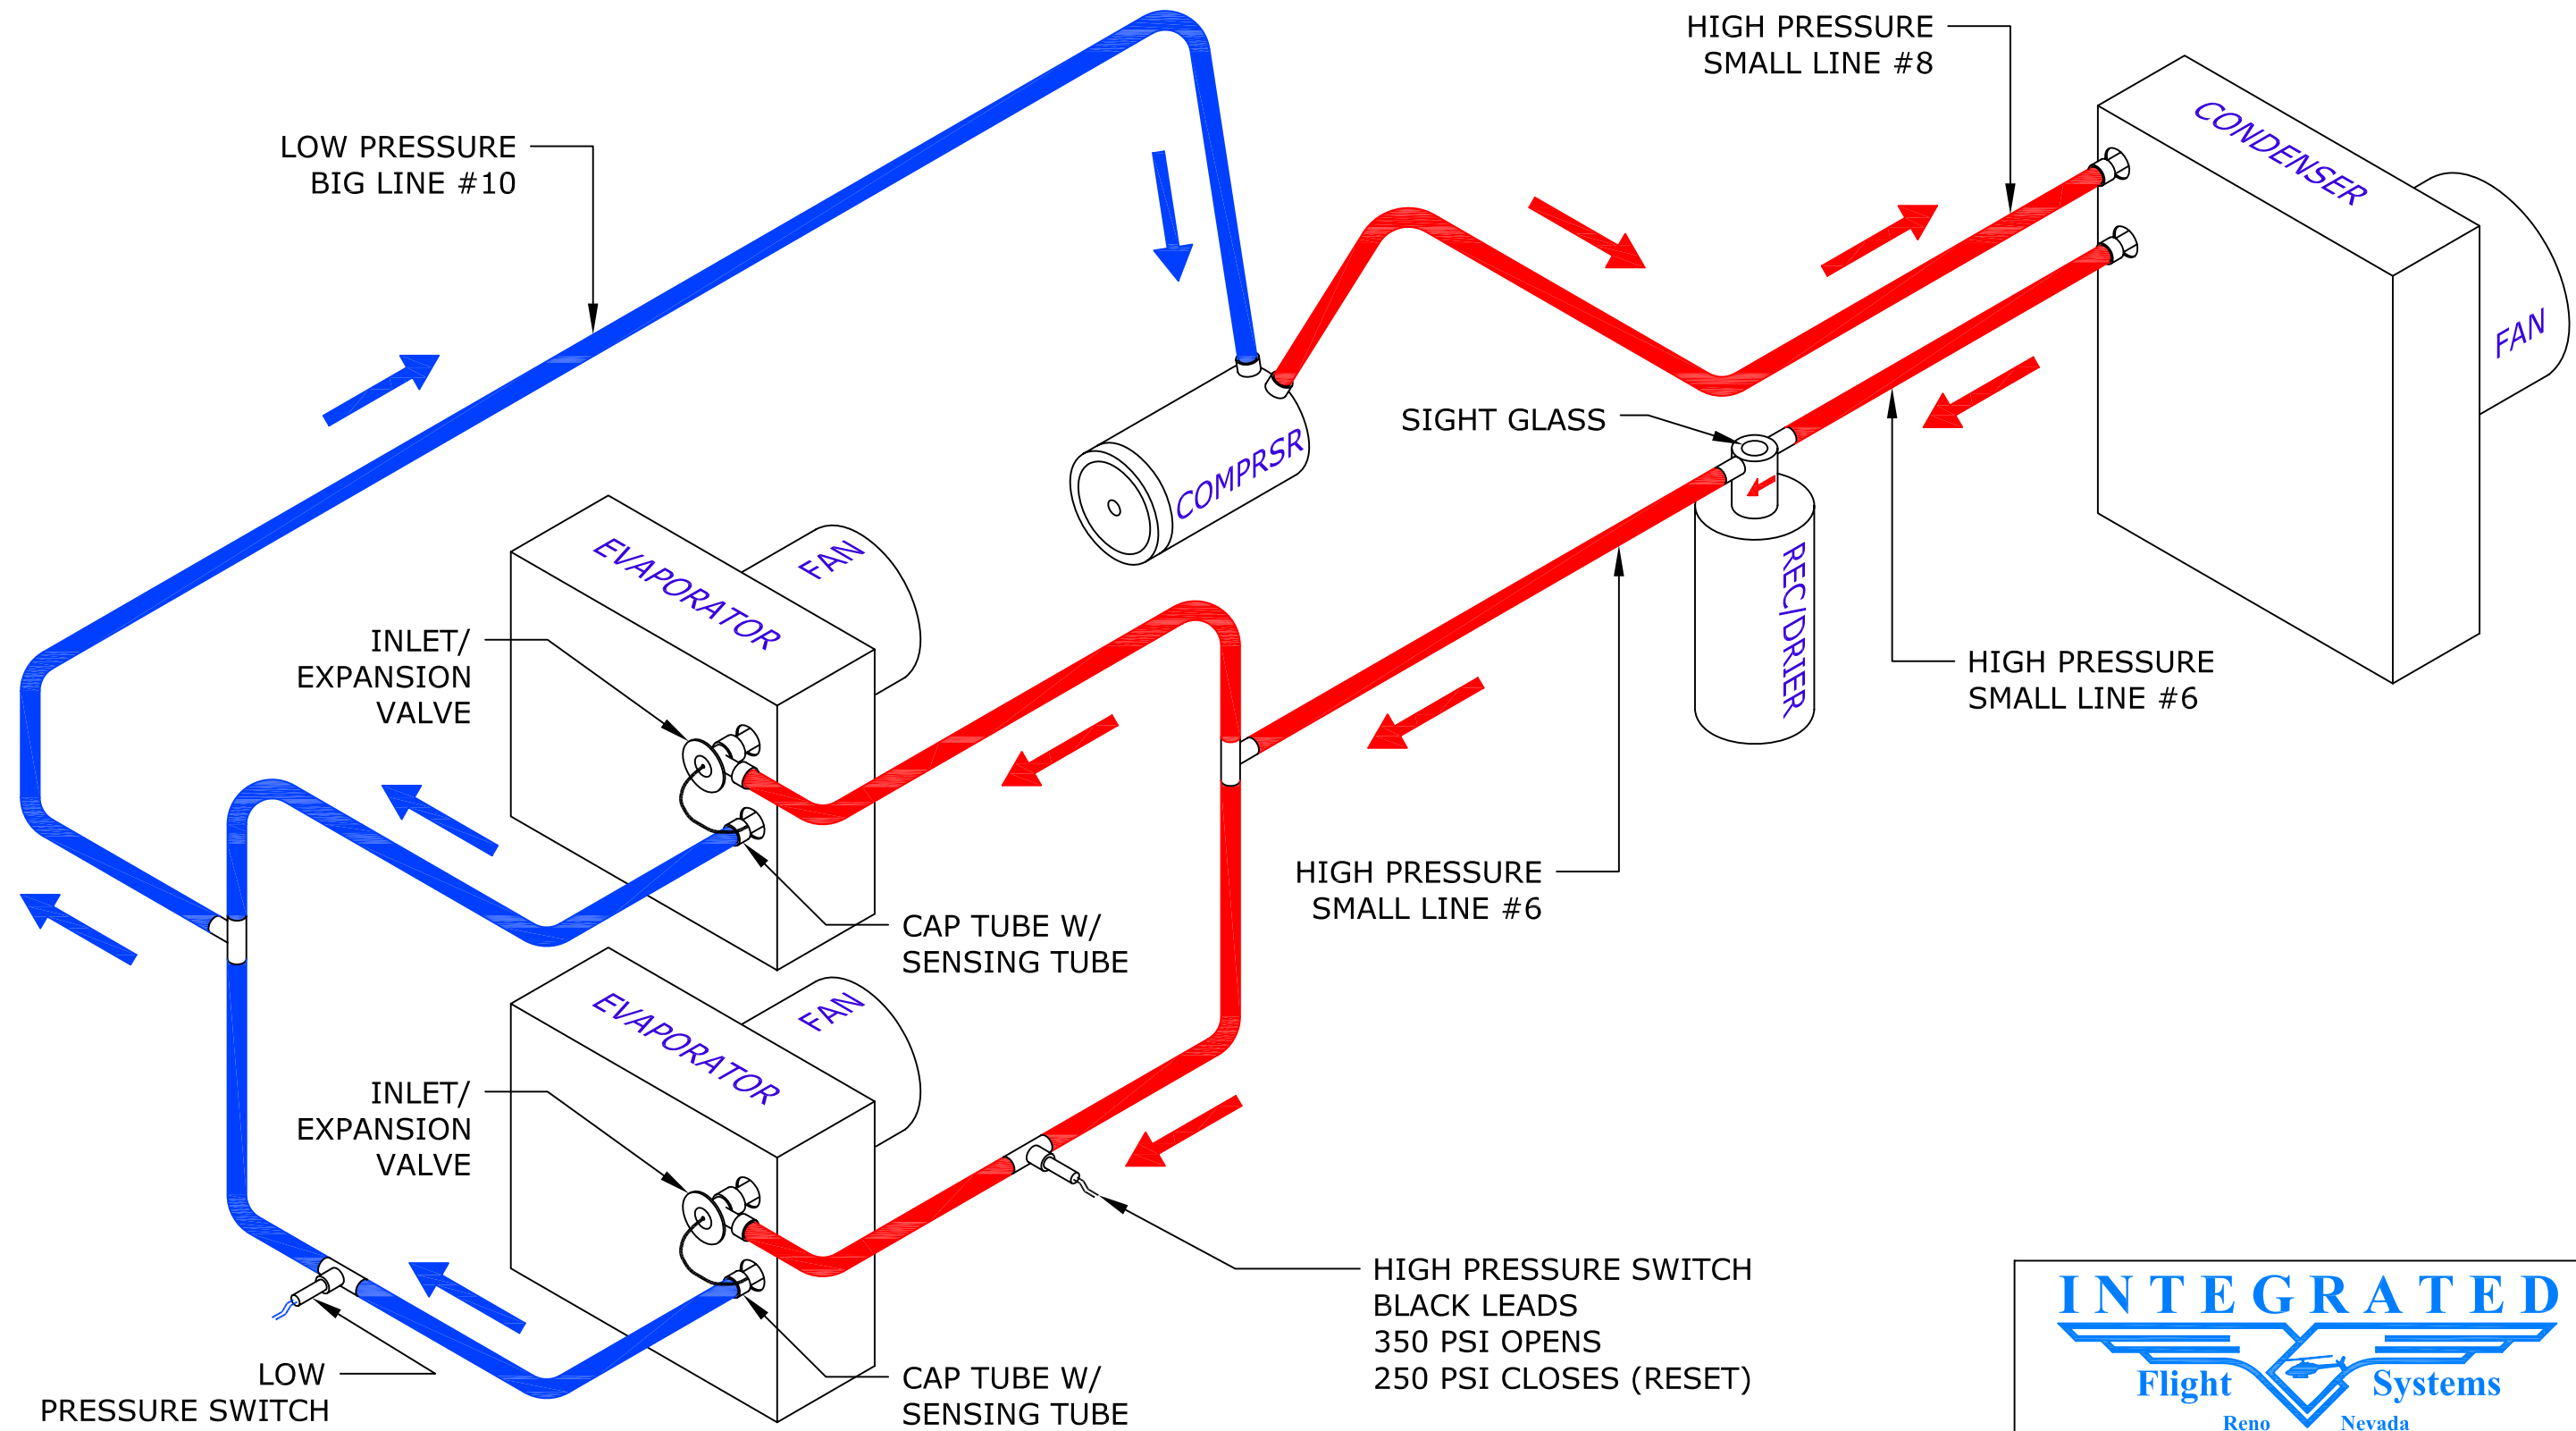 HIGH PRESSURE
SMALL LINE #8
CONDENSER
FAN
LOW PRESSURE
BIG LINE #10
SIGHT GLASS
COMPRSR
REC/DRIER
HIGH PRESSURE
SMALL LINE #6
EVAPORATOR
FAN
INLET/
EXPANSION
VALVE
HIGH PRESSURE
SMALL LINE #6
CAP TUBE W/
SENSING TUBE
EVAPORATOR
FAN
INLET/
EXPANSION
VALVE
HIGH PRESSURE SWITCH
BLACK LEADS
350 PSI OPENS
250 PSI CLOSES (RESET)
LOW
PRESSURE SWITCH
CAP TUBE W/
SENSING TUBE
INTEGRATED
Flight Systems
Reno Nevada